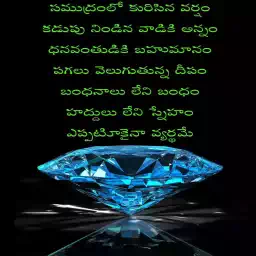 సముద్రంలో కురిసిన వర్షం
కడుపు నిండిన వాడికి అన్నం
ధనవంతుడికి బహుమానం
పగలు వెలుగుతున్న దీపం
బంధనాలు లేని బంధం
హద్దులు లేని స్నేహం
ఎప్పటికైనా వ్యర్థమే